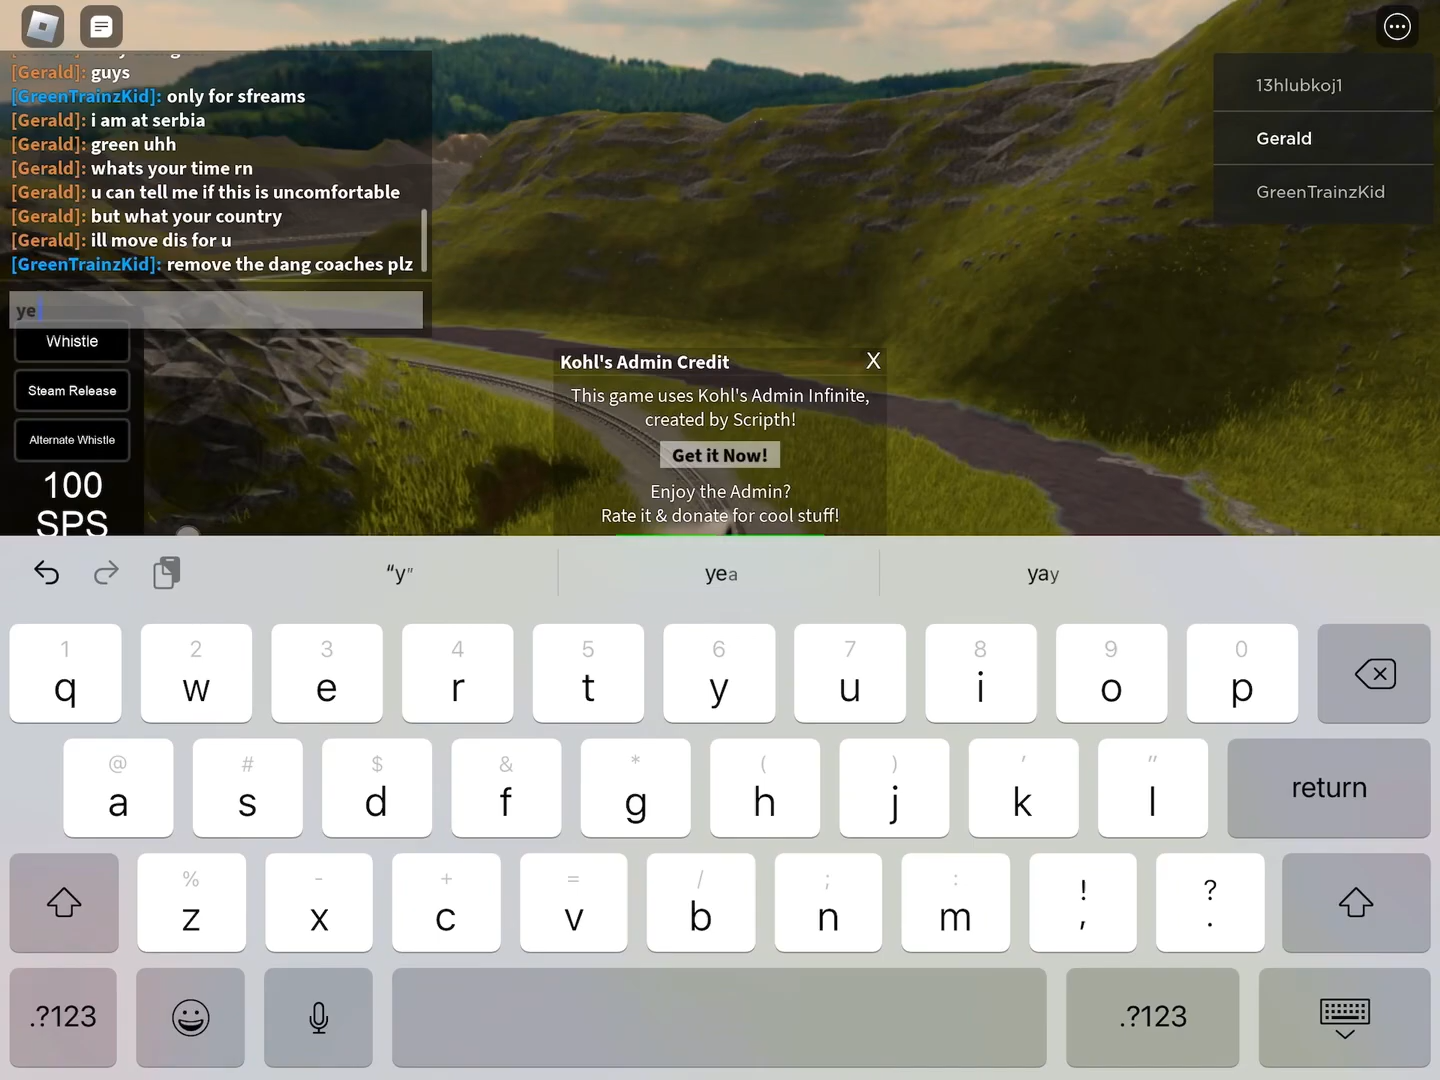 [Gerald]: guys
[GreenTrainzKid]: only for sfreams
[Gerald]: i am at serbia
[Gerald]: green uhh
[Gerald]: whats your time rn
[Gerald]: u can tell me if this is uncomfortable
[Gerald]: but what your country
[Gerald]: ill move dis for u
[GreenTrainzKid]: remove the dang coaches plz
ye
Whistle
Steam Release
Alternate Whistle
100
SPS
13hlubkoj1
Gerald
GreenTrainzKid
Kohl's Admin Credit X
This game uses Kohl's Admin Infinite,
created by Scripth!
Get it Now!
Enjoy the Admin?
Rate it & donate for cool stuff!
“y” yea yay
1 2 3 4 5 6 7 8 9 0
q w e r t y u i o p
@ # $ & * ( ) ' "
a s d f g h j k l return
% - + = / ; : ! ?
z x c v b n m , .
.?123 .?123